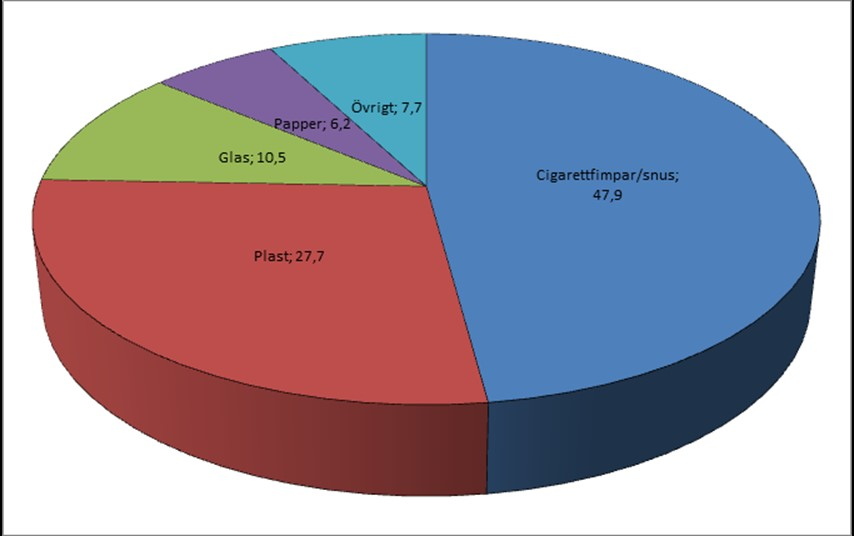 Övrigt; 7,7
Papper; 6,2
Glas; 10,5
Cigarettfimpar/snus;
47,9
Plast; 27,7